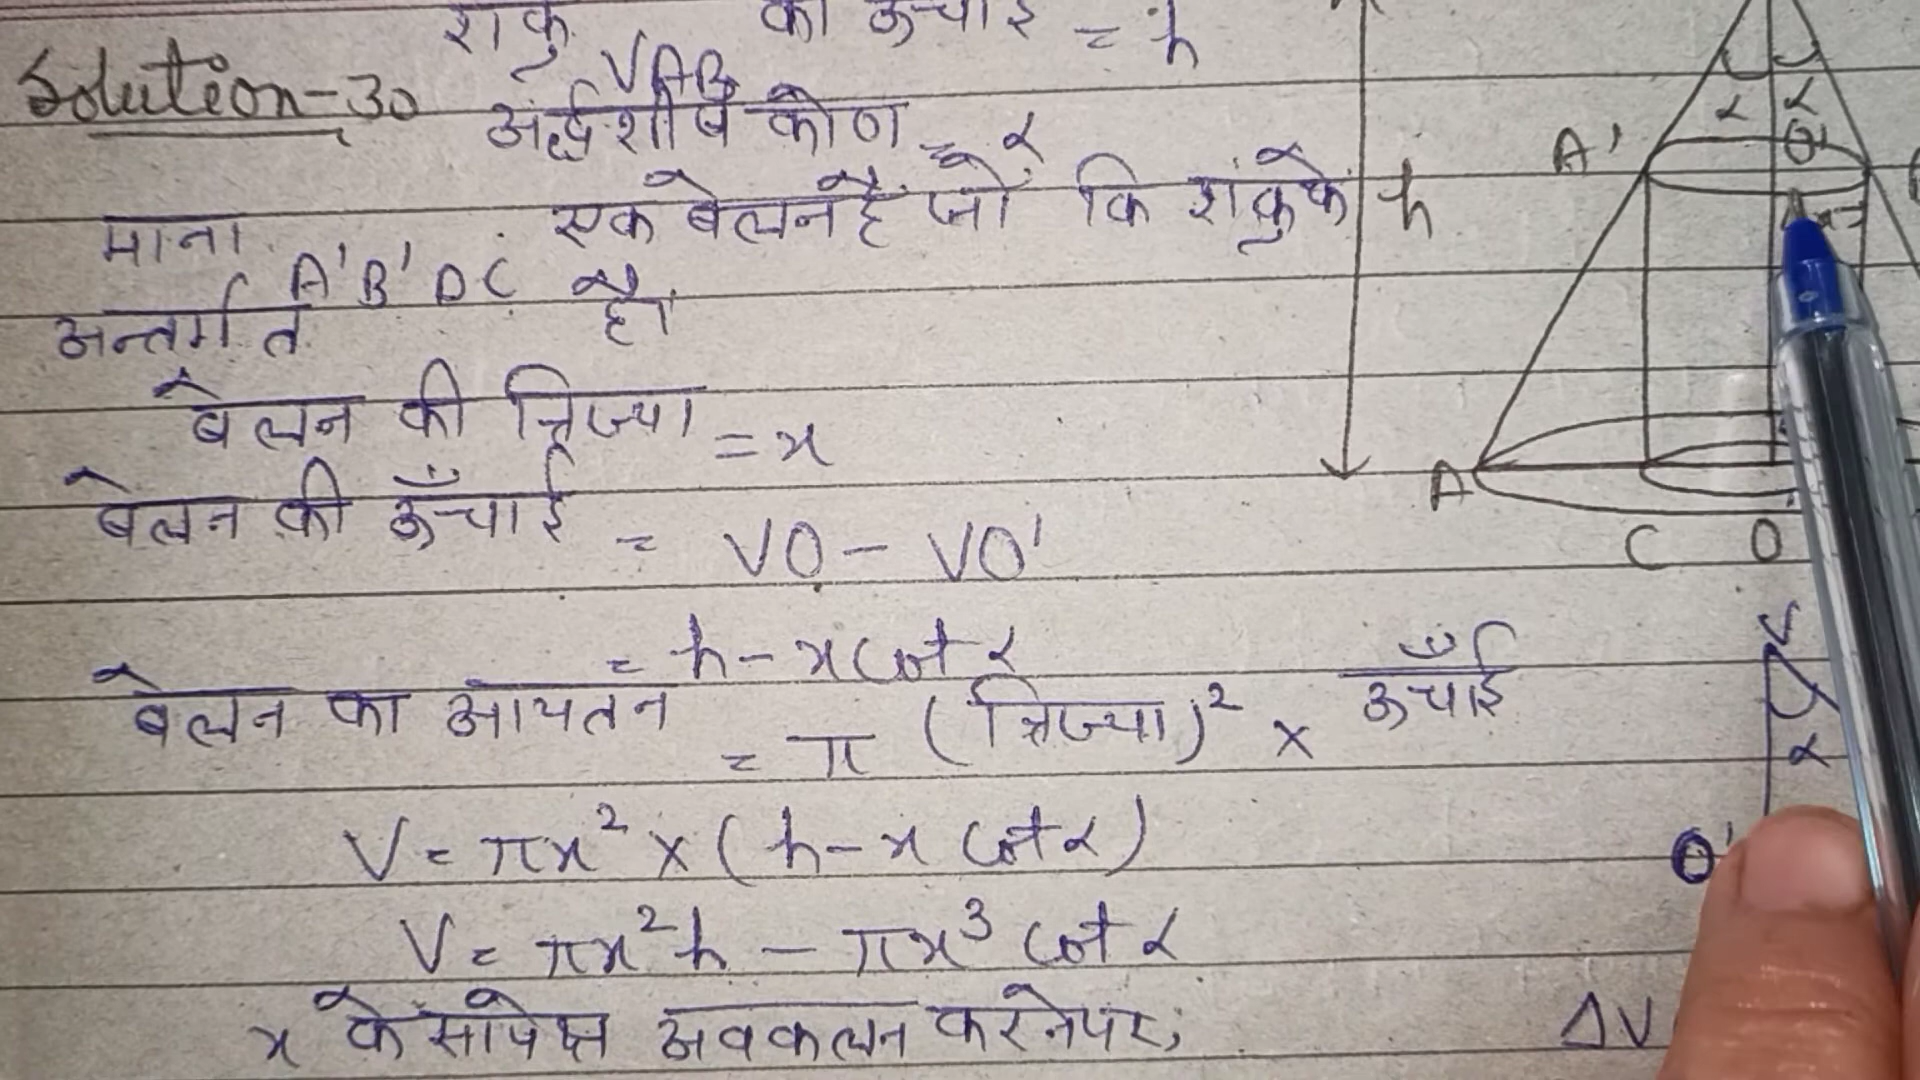 शंकु की ऊँचाई = h
Solution-30
VAB
अर्द्धशीर्ष कोण = α
माना A'B'DC एक बेलन है जो कि शंकु के
अन्तर्गत है।
बेलन की त्रिज्या = x
बेलन की ऊँचाई = VO - VO'
= h - x cot α
बेलन का आयतन = π (त्रिज्या)² × ऊँचाई
V = πx² × (h - x cot α)
V = πx²h - πx³ cot α
x के सापेक्ष अवकलन करने पर;
α α
O'
A'
x
h
A
C O
V
α
O'
ΔV